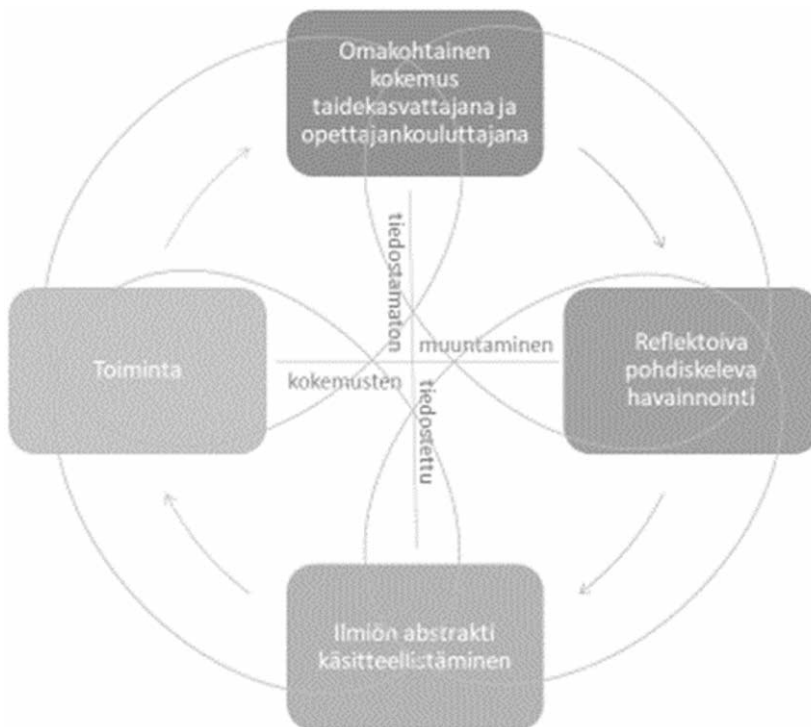 Omakohtainen
kokemus
taidekasvattajana ja
opettajankouluttajana
tiedostamaton
muuntaminen
Toiminta
Reflektoiva
pohdiskeleva
havainnointi
kokemusten
tiedostettu
Ilmiön abstrakti
käsitteellistäminen